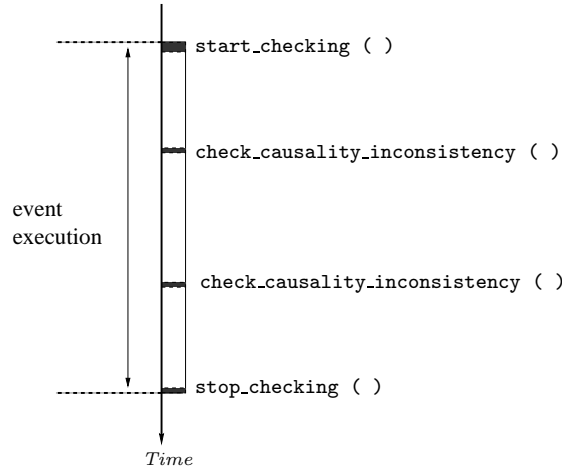 start_checking ( )
check_causality_inconsistency ( )
event
execution
check_causality_inconsistency ( )
stop_checking ( )
Time